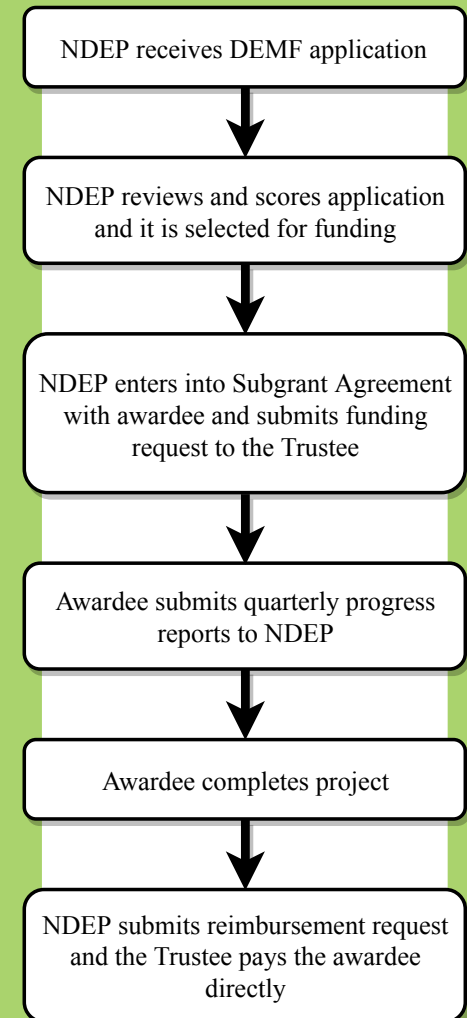 NDEP receives DEMF application
NDEP reviews and scores application
and it is selected for funding
NDEP enters into Subgrant Agreement
with awardee and submits funding
request to the Trustee
Awardee submits quarterly progress
reports to NDEP
Awardee completes project
NDEP submits reimbursement request
and the Trustee pays the awardee
directly